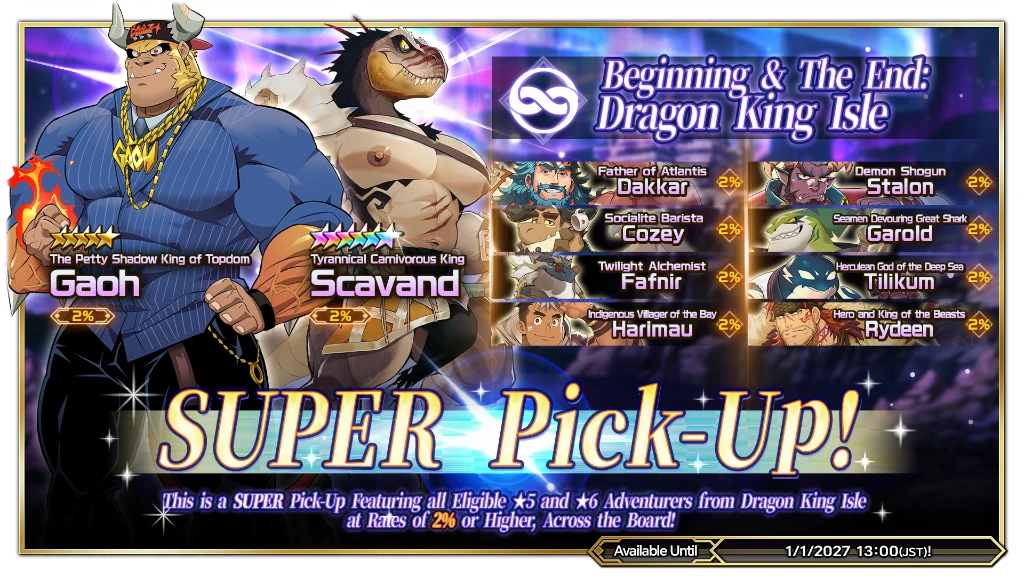 GAOH
The Petty Shadow King of Topdom
Gaoh
2%
Tyrannical Carnivorous King
Scavand
2%
Beginning & The End:
Dragon King Isle
Father of Atlantis
Dakkar
2%
Demon Shogun
Stalon
2%
Socialite Barista
Cozey
2%
Seamen Devouring Great Shark
Garold
2%
Twilight Alchemist
Fafnir
2%
Herculean God of the Deep Sea
Tilikum
2%
Indigenous Villager of the Bay
Harimau
2%
Hero and King of the Beasts
Rydeen
2%
SUPER Pick-Up!
This is a SUPER Pick-Up Featuring all Eligible ★5 and ★6 Adventurers from Dragon King Isle
at Rates of 2% or Higher, Across the Board!
Available Until 1/1/2027 13:00(JST)!